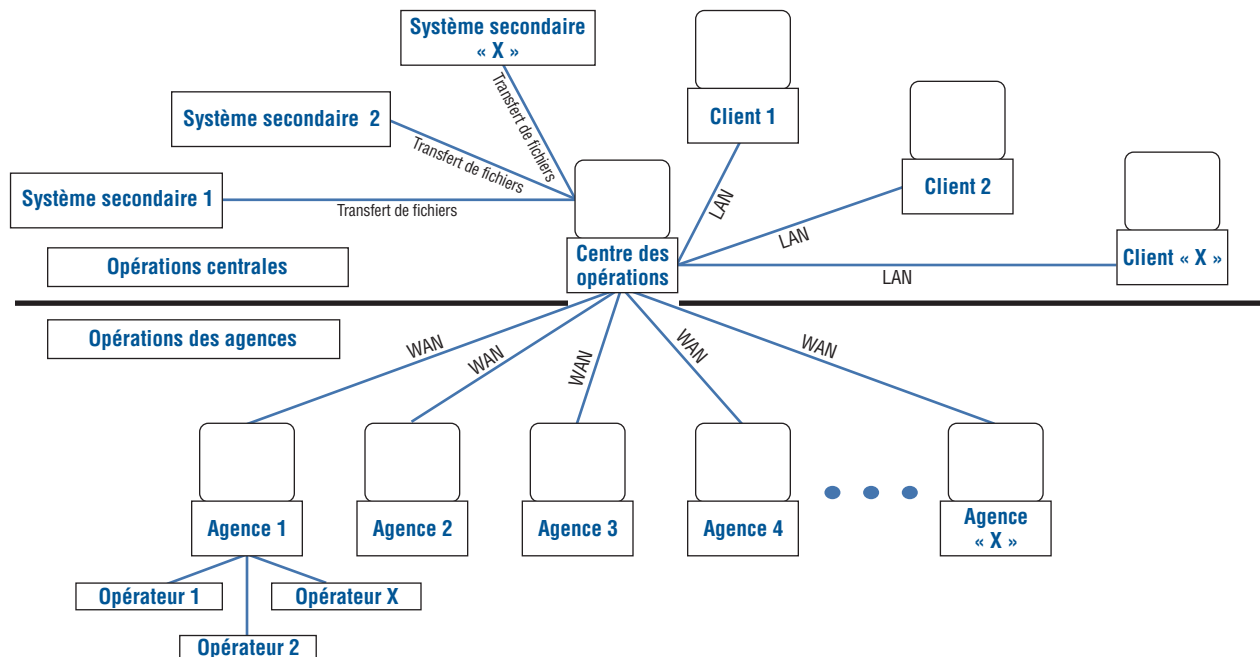 Système secondaire
« X »
Système secondaire 2
Système secondaire 1
Transfert de fichiers
Transfert de fichiers
Transfert de fichiers
Client 1
Client 2
Client « X »
LAN
LAN
LAN
Centre des
opérations
Opérations centrales
Opérations des agences
WAN
WAN
WAN
WAN
WAN
Agence 1
Agence 2
Agence 3
Agence 4
Agence
« X »
Opérateur 1
Opérateur X
Opérateur 2